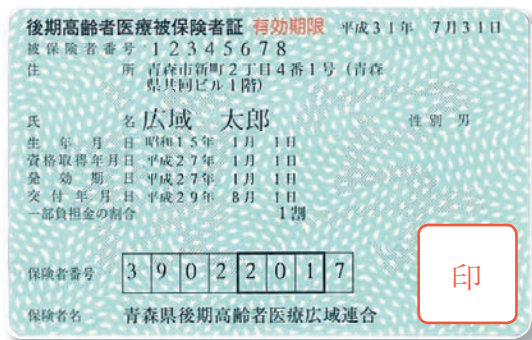 後期高齢者医療被保険者証 有効期限 平成31年 7月31日
被保険者番号 12345678
住所 青森市新町2丁目4番1号（青森
県共同ビル1階）
氏名 広域 太郎 性別 男
生年月日 昭和15年 1月 1日
資格取得年月日 平成27年 1月 1日
発効期日 平成27年 1月 1日
交付年月日 平成29年 8月 1日
一部負担金の割合 1割
保険者番号 39022017
印
保険者名 青森県後期高齢者医療広域連合